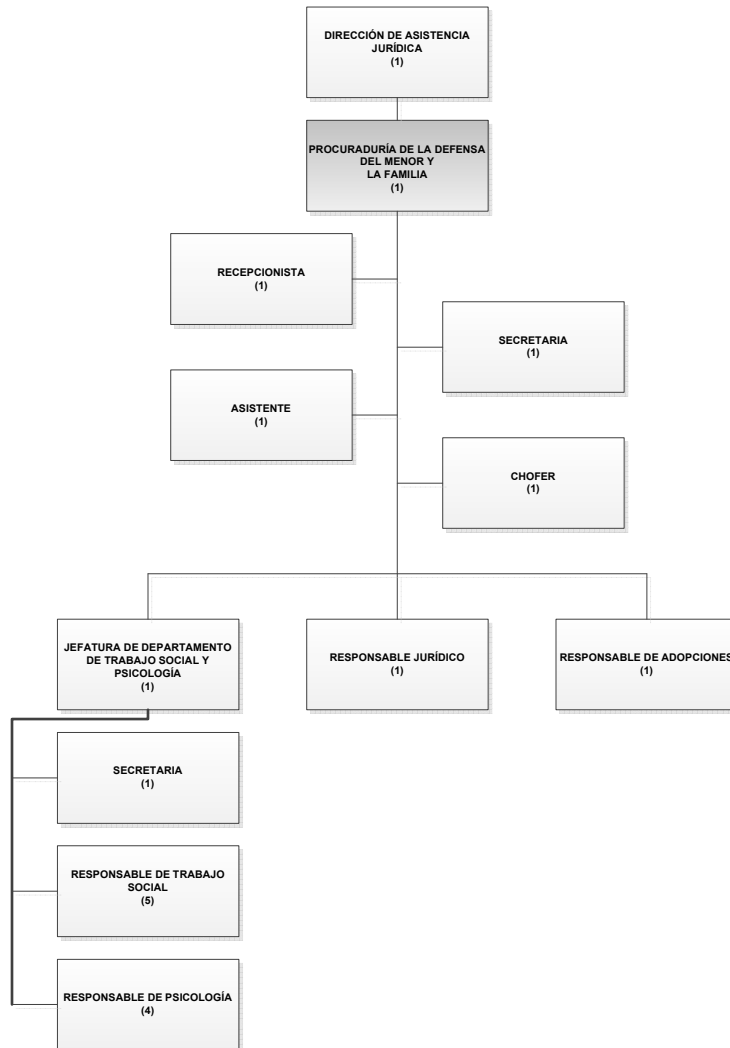 DIRECCIÓN DE ASISTENCIA
JURÍDICA
(1)
PROCURADURÍA DE LA DEFENSA
DEL MENOR Y
LA FAMILIA
(1)
RECEPCIONISTA
(1)
SECRETARIA
(1)
ASISTENTE
(1)
CHOFER
(1)
JEFATURA DE DEPARTAMENTO
DE TRABAJO SOCIAL Y
PSICOLOGÍA
(1)
RESPONSABLE JURÍDICO
(1)
RESPONSABLE DE ADOPCIONES
(1)
SECRETARIA
(1)
RESPONSABLE DE TRABAJO
SOCIAL
(5)
RESPONSABLE DE PSICOLOGÍA
(4)